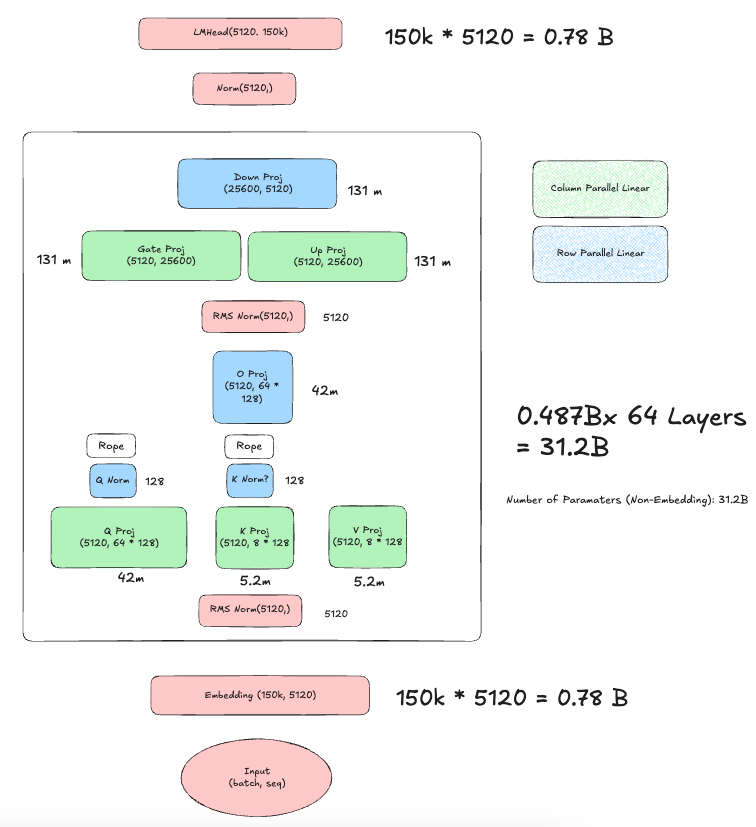 LMHead(5120. 150k)
150k * 5120 = 0.78 B
Norm(5120,)
Down Proj
(25600, 5120)
131 m
Column Parallel Linear
Row Parallel Linear
131 m
Gate Proj
(5120, 25600)
Up Proj
(5120, 25600)
131 m
RMS Norm(5120,)
5120
O Proj
(5120, 64 *
128)
42m
0.487Bx 64 Layers
= 31.2B
Number of Paramaters (Non-Embedding): 31.2B
Rope
Rope
Q Norm
128
K Norm?
128
Q Proj
(5120, 64 * 128)
K Proj
(5120, 8 * 128
V Proj
(5120, 8 * 128
42m
5.2m
5.2m
RMS Norm(5120,)
5120
Embedding (150k, 5120)
150k * 5120 = 0.78 B
Input
(batch, seq)